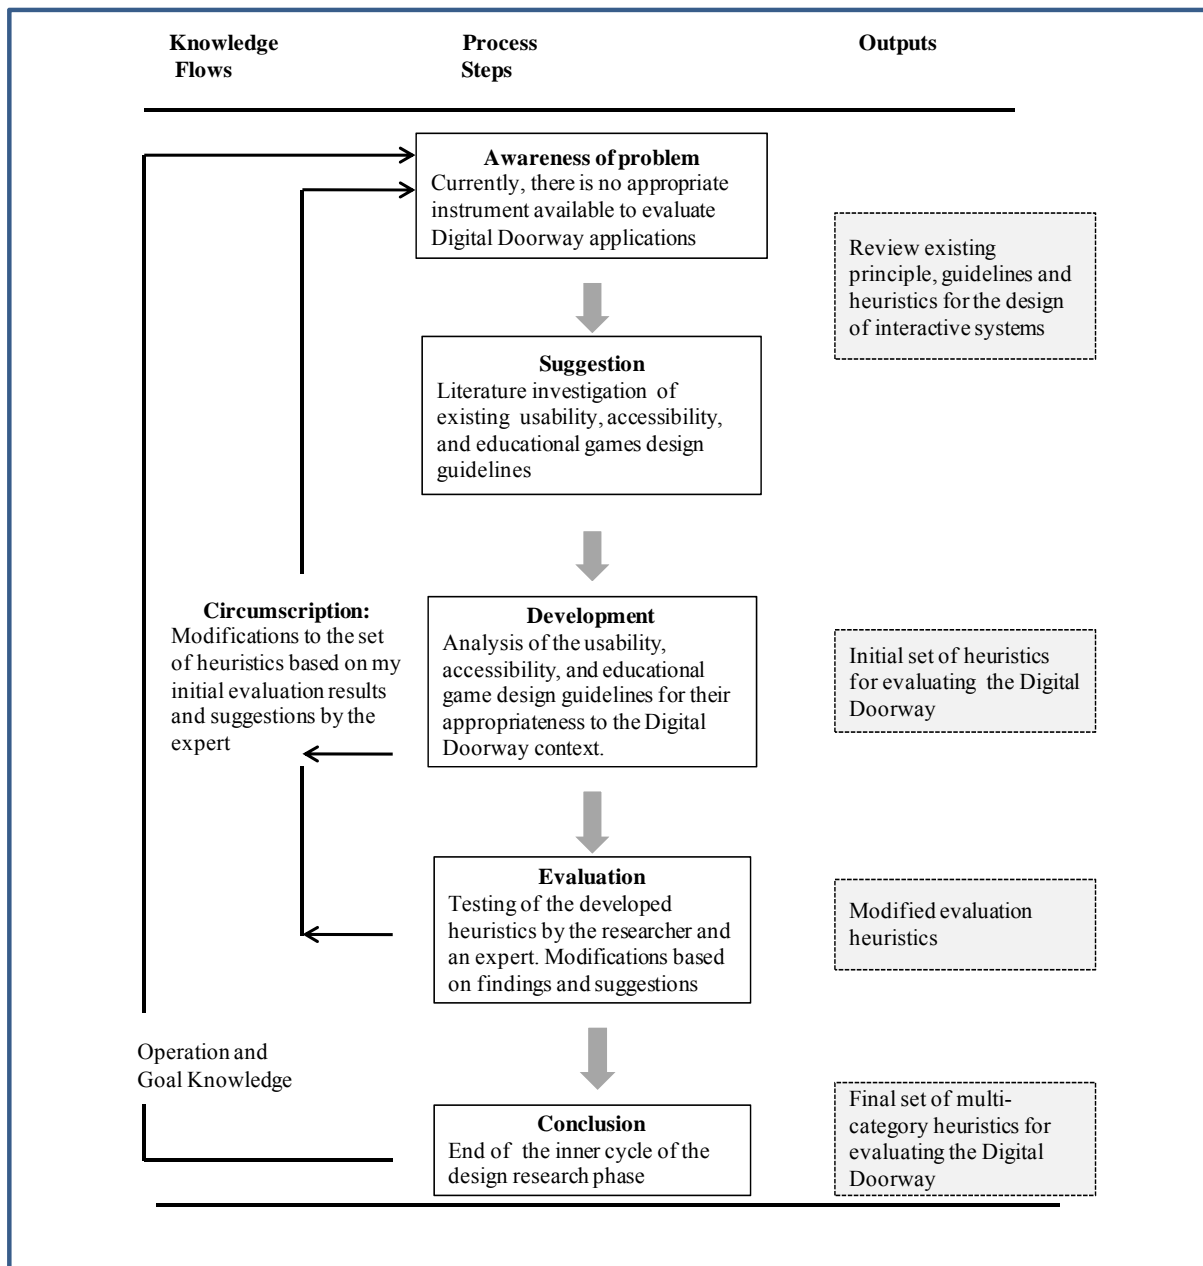 Knowledge
Flows
Process
Steps
Outputs
Awareness of problem
Currently, there is no appropriate
instrument available to evaluate
Digital Doorway applications
Review existing
principle, guidelines and
heuristics for the design
of interactive systems
Suggestion
Literature investigation of
existing usability, accessibility,
and educational games design
guidelines
Circumscription:
Modifications to the set
of heuristics based on my
initial evaluation results
and suggestions by the
expert
Development
Analysis of the usability,
accessibility, and educational
game design guidelines for their
appropriateness to the Digital
Doorway context.
Initial set of heuristics
for evaluating the Digital
Doorway
Evaluation
Testing of the developed
heuristics by the researcher and
an expert. Modifications based
on findings and suggestions
Modified evaluation
heuristics
Operation and
Goal Knowledge
Conclusion
End of the inner cycle of the
design research phase
Final set of multi-
category heuristics for
evaluating the Digital
Doorway